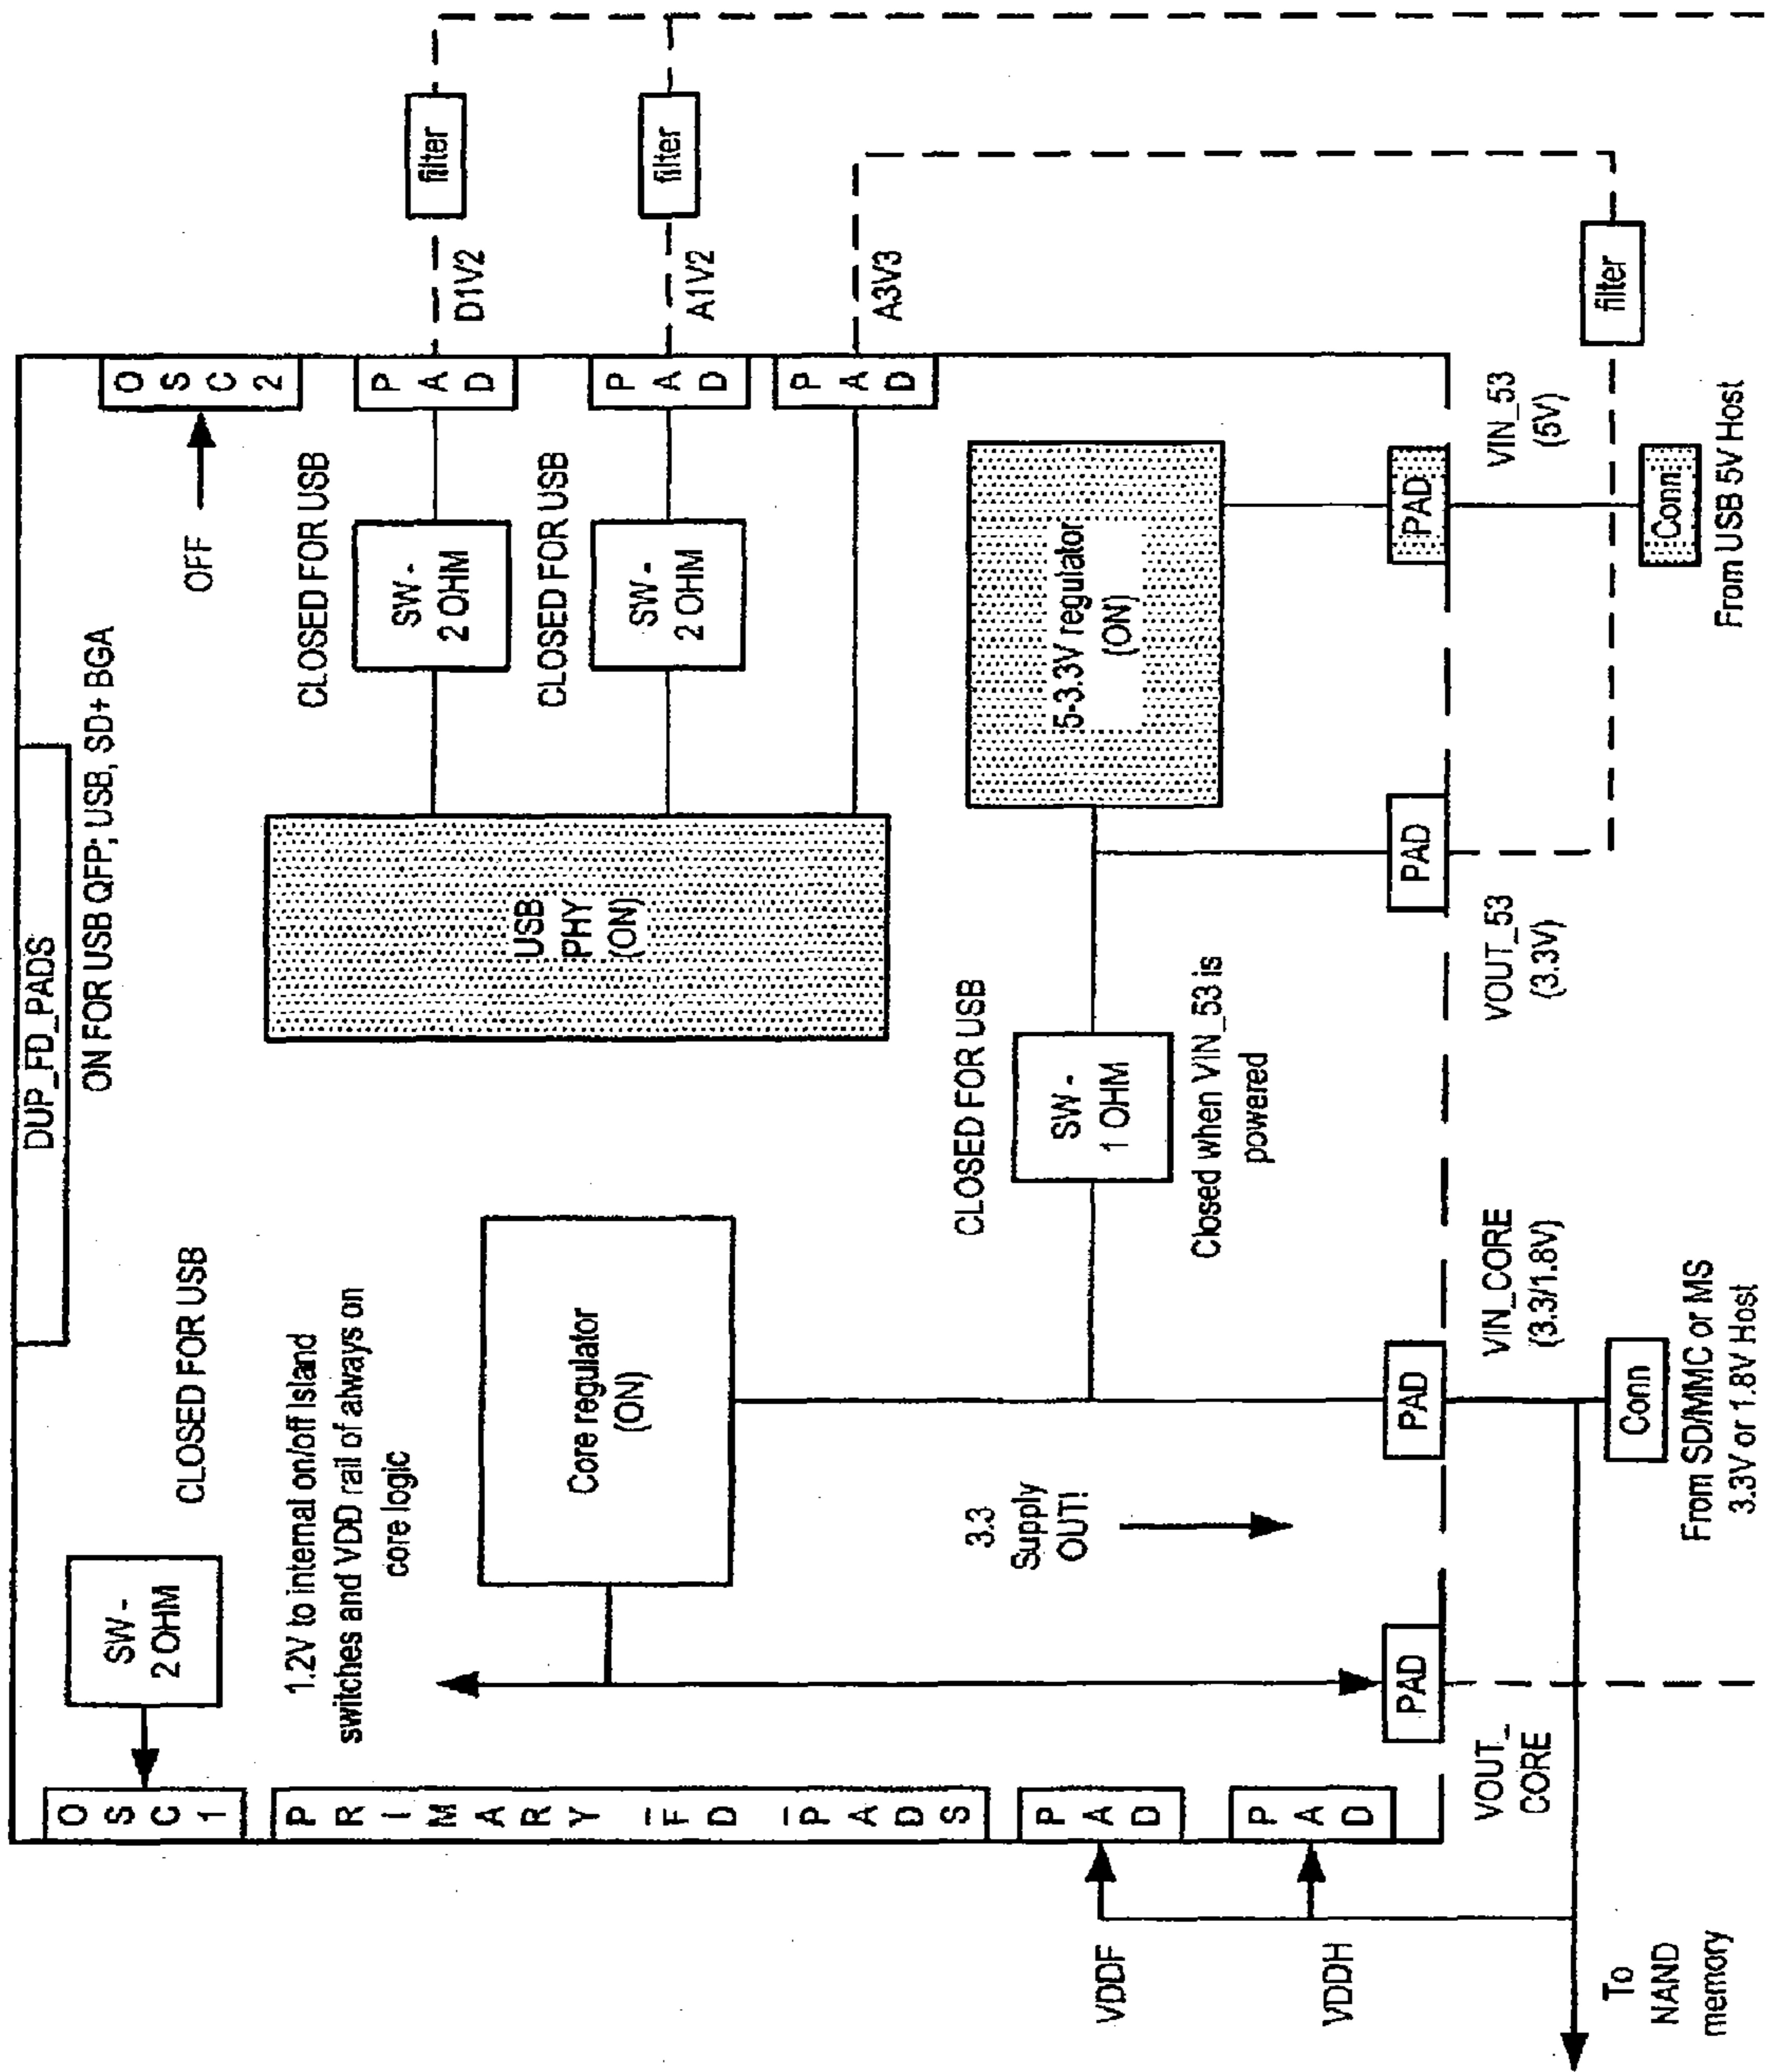 DUP_FD_PADS
ON FOR USB QFP; USB, SD+ BGA
OSC2
OFF
CLOSED FOR USB
SW -
2 OHM
OSC1
CLOSED FOR USB
SW -
2 OHM
PAD
D1V2
filter
CLOSED FOR USB
SW -
2 OHM
PAD
A1V2
filter
PAD
A3V3
USB
PHY
(ON)
1.2V to internal on/off island
switches and VDD rail of always on
core logic
PRIMARY_FD_PADS
Core regulator
(ON)
5-3.3V regulator
(ON)
CLOSED FOR USB
SW -
1 OHM
Closed when VIN_53 is
powered
3.3
Supply
OUT!
VDDF
PAD
VDDH
PAD
PAD
PAD
PAD
PAD
VOUT_
CORE
VIN_CORE
(3.3/1.8V)
VOUT_53
(3.3V)
VIN_53
(5V)
filter
To
NAND
memory
Conn
From SD/MMC or MS
3.3V or 1.8V Host
Conn
From USB 5V Host